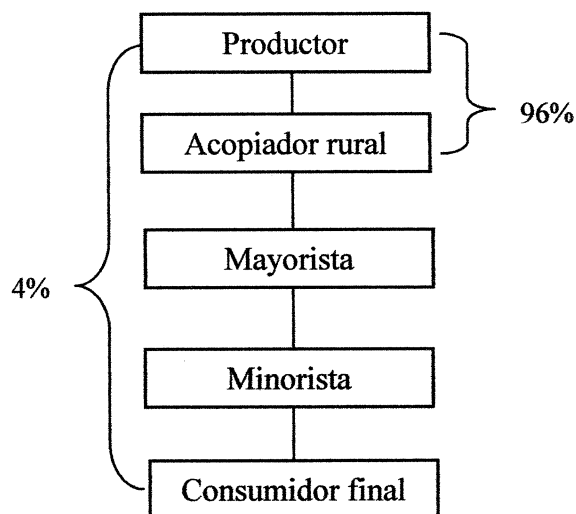 Productor
96%
Acopiador rural
Mayorista
4%
Minorista
Consumidor final